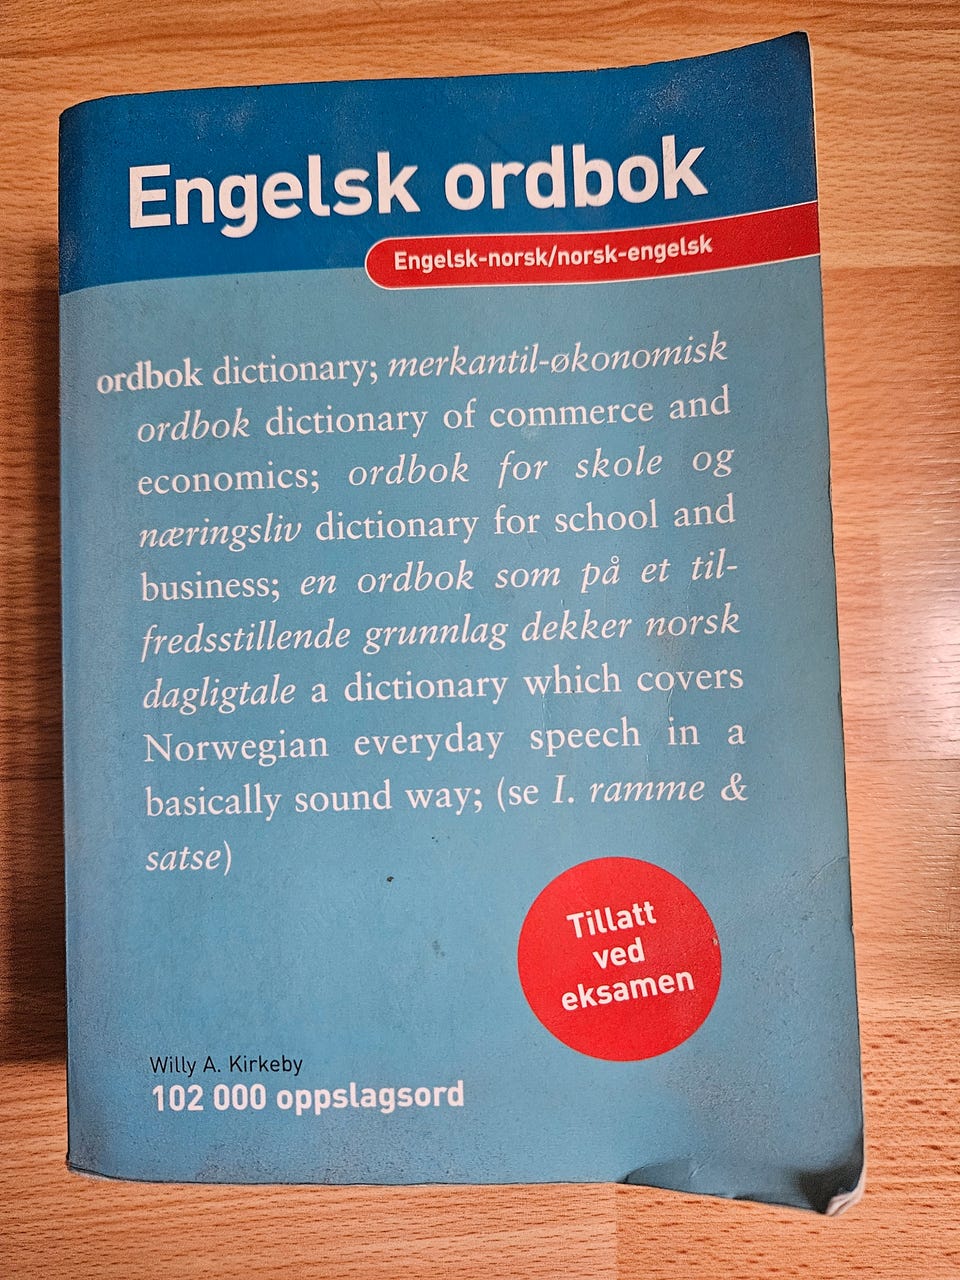 Engelsk ordbok
Engelsk-norsk/norsk-engelsk
ordbok dictionary; merkantil-økonomisk
ordbok dictionary of commerce and
economics; ordbok for skole og
næringsliv dictionary for school and
business; en ordbok som på et til-
fredsstillende grunnlag dekker norsk
dagligtale a dictionary which covers
Norwegian everyday speech in a
basically sound way; (se I. ramme &
satse)
Tillatt
ved
eksamen
Willy A. Kirkeby
102 000 oppslagsord